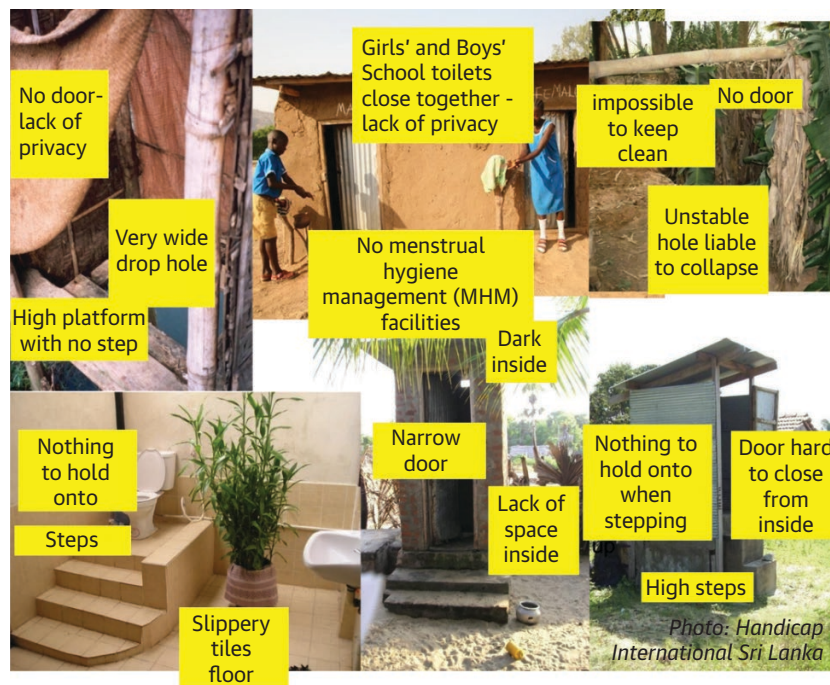 No door-
lack of
privacy
Very wide
drop hole
High platform
with no step
Girls' and Boys'
School toilets
close together -
lack of privacy
MA
FEMALE
No menstrual
hygiene
management (MHM)
facilities
impossible
to keep
clean
No door
Unstable
hole liable
to collapse
Nothing
to hold
onto
Steps
Slippery
tiles
floor
Dark
inside
Narrow
door
Lack of
space
inside
Nothing to
hold onto
when
stepping
up
Door hard
to close
from
inside
High steps
Photo: Handicap
International Sri Lanka